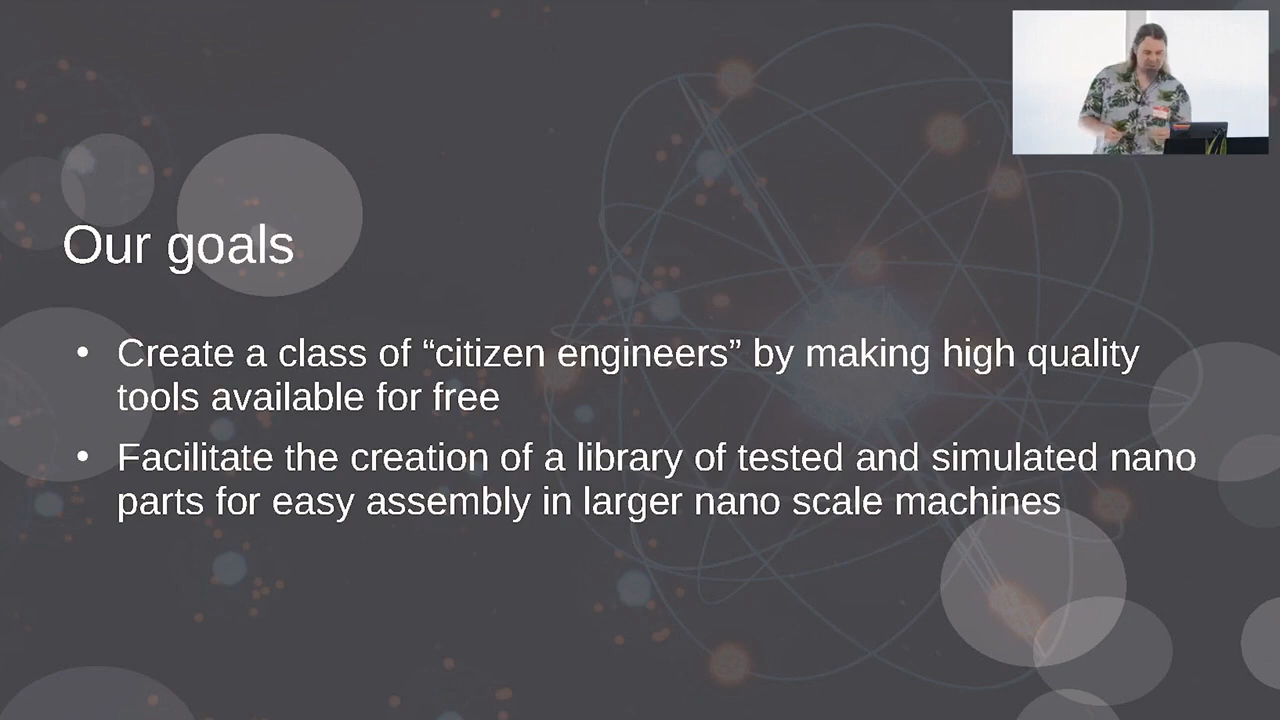 Our goals
• Create a class of “citizen engineers” by making high quality
tools available for free
• Facilitate the creation of a library of tested and simulated nano
parts for easy assembly in larger nano scale machines